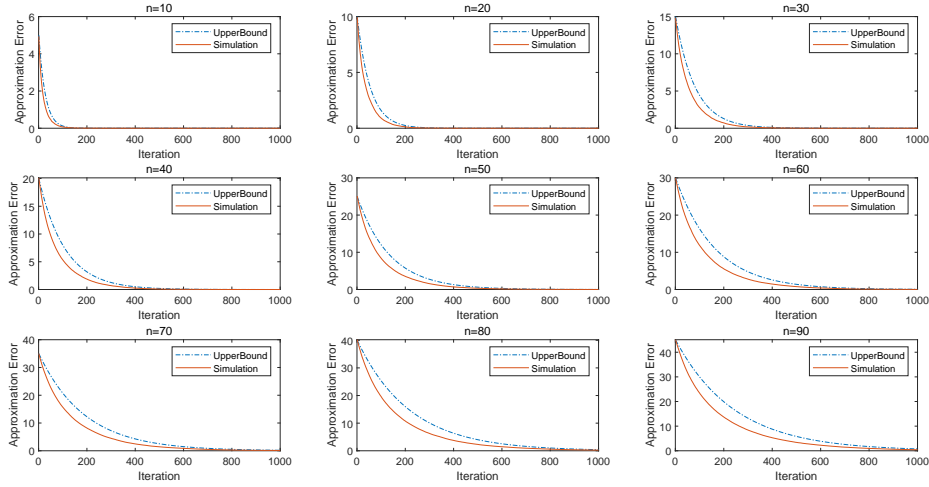 n=10
Approximation Error
6
4
2
0
0 200 400 600 800 1000
Iteration
UpperBound
Simulation
n=20
Approximation Error
10
5
0
0 200 400 600 800 1000
Iteration
UpperBound
Simulation
n=30
Approximation Error
15
10
5
0
0 200 400 600 800 1000
Iteration
UpperBound
Simulation
n=40
Approximation Error
20
15
10
5
0
0 200 400 600 800 1000
Iteration
UpperBound
Simulation
n=50
Approximation Error
30
20
10
0
0 200 400 600 800 1000
Iteration
UpperBound
Simulation
n=60
Approximation Error
30
20
10
0
0 200 400 600 800 1000
Iteration
UpperBound
Simulation
n=70
Approximation Error
40
30
20
10
0
0 200 400 600 800 1000
Iteration
UpperBound
Simulation
n=80
Approximation Error
40
30
20
10
0
0 200 400 600 800 1000
Iteration
UpperBound
Simulation
n=90
Approximation Error
40
30
20
10
0
0 200 400 600 800 1000
Iteration
UpperBound
Simulation